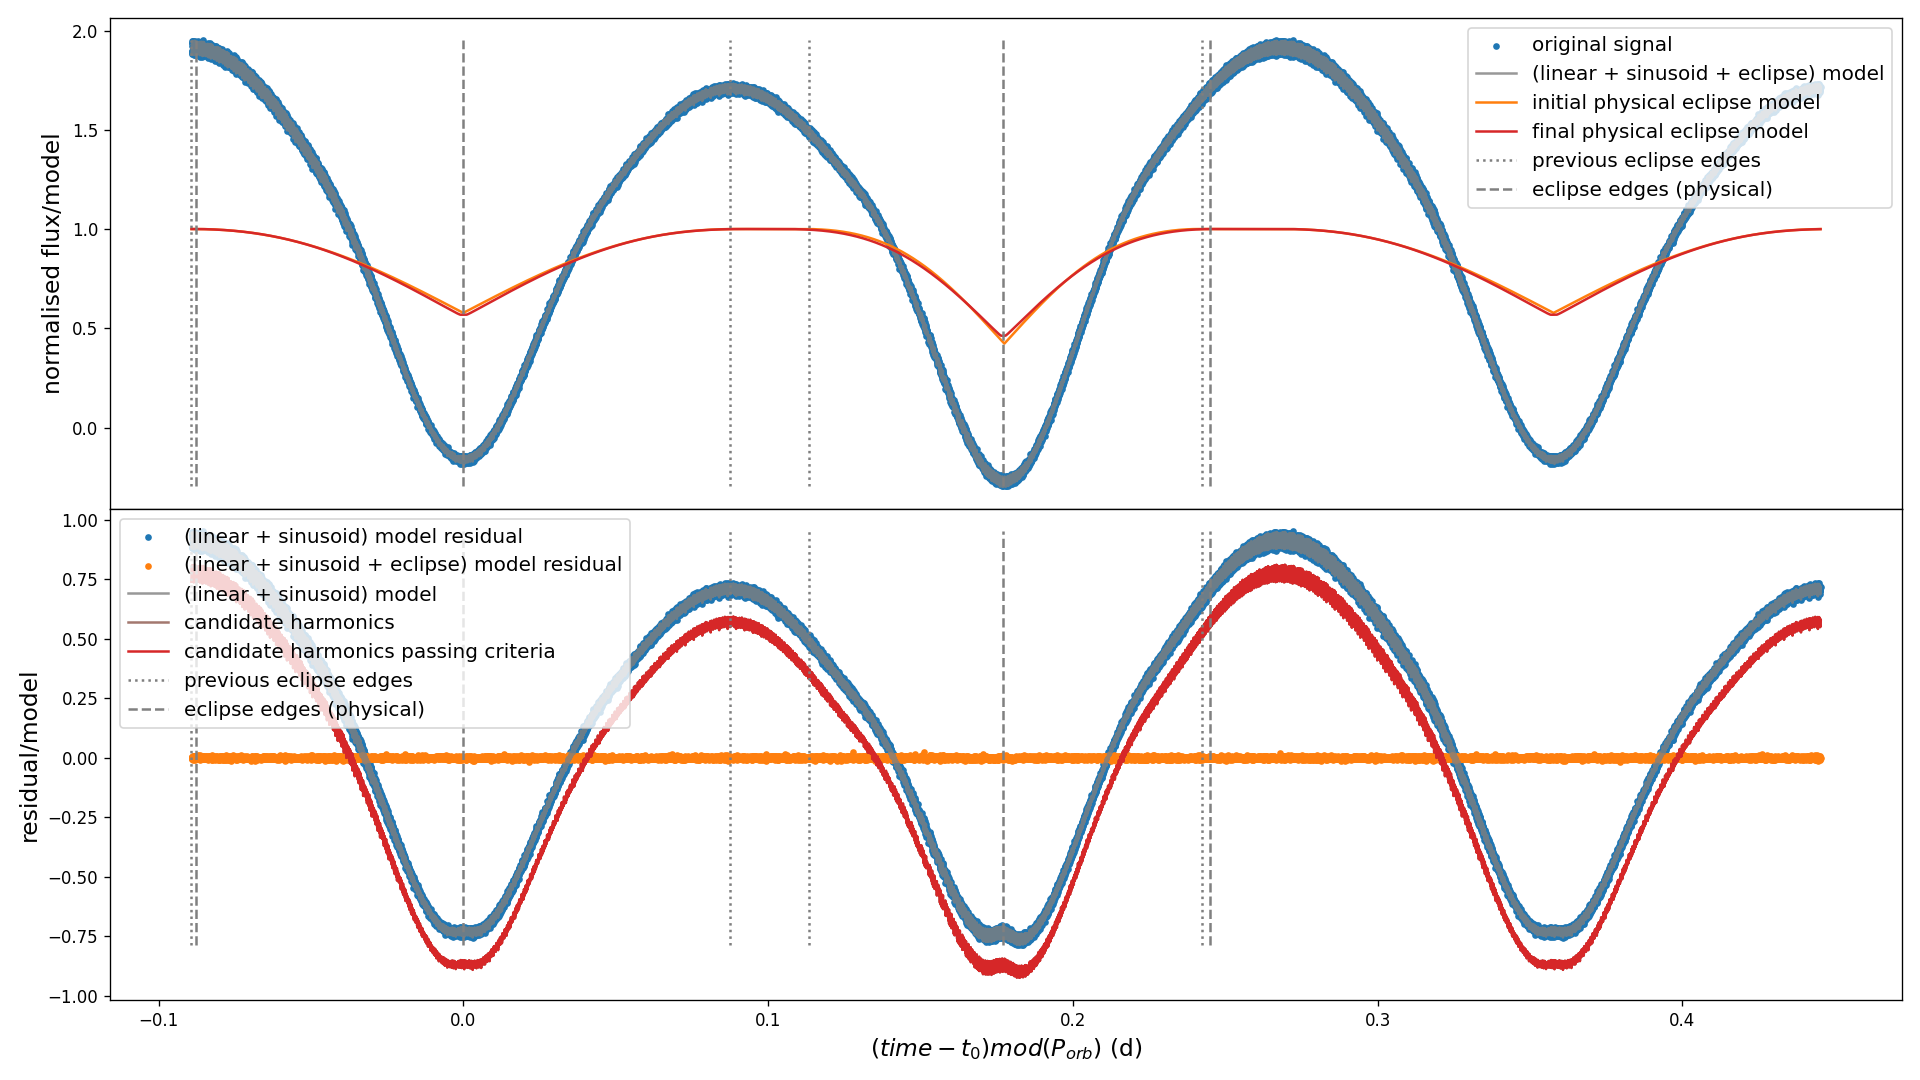 2.0
1.5
1.0
0.5
0.0
normalised flux/model
original signal
(linear + sinusoid + eclipse) model
initial physical eclipse model
final physical eclipse model
previous eclipse edges
eclipse edges (physical)
1.00
0.75
0.50
0.25
0.00
−0.25
−0.50
−0.75
−1.00
residual/model
(linear + sinusoid) model residual
(linear + sinusoid + eclipse) model residual
(linear + sinusoid) model
candidate harmonics
candidate harmonics passing criteria
previous eclipse edges
eclipse edges (physical)
−0.1
0.0
0.1
0.2
0.3
0.4
(time − t₀)mod(P_orb) (d)